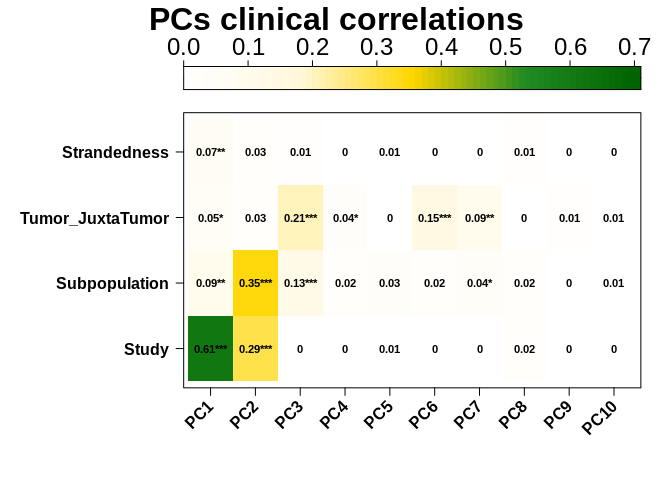 PCs clinical correlations
0.0 0.1 0.2 0.3 0.4 0.5 0.6 0.7
Strandedness 0.07** 0.03 0.01 0 0.01 0 0 0.01 0 0
Tumor_JuxtaTumor 0.05* 0.03 0.21*** 0.04* 0 0.15*** 0.09** 0 0.01 0.01
Subpopulation 0.09** 0.35*** 0.13*** 0.02 0.03 0.02 0.04* 0.02 0 0.01
Study 0.61*** 0.29*** 0 0 0.01 0 0 0.02 0 0
PC1 PC2 PC3 PC4 PC5 PC6 PC7 PC8 PC9 PC10